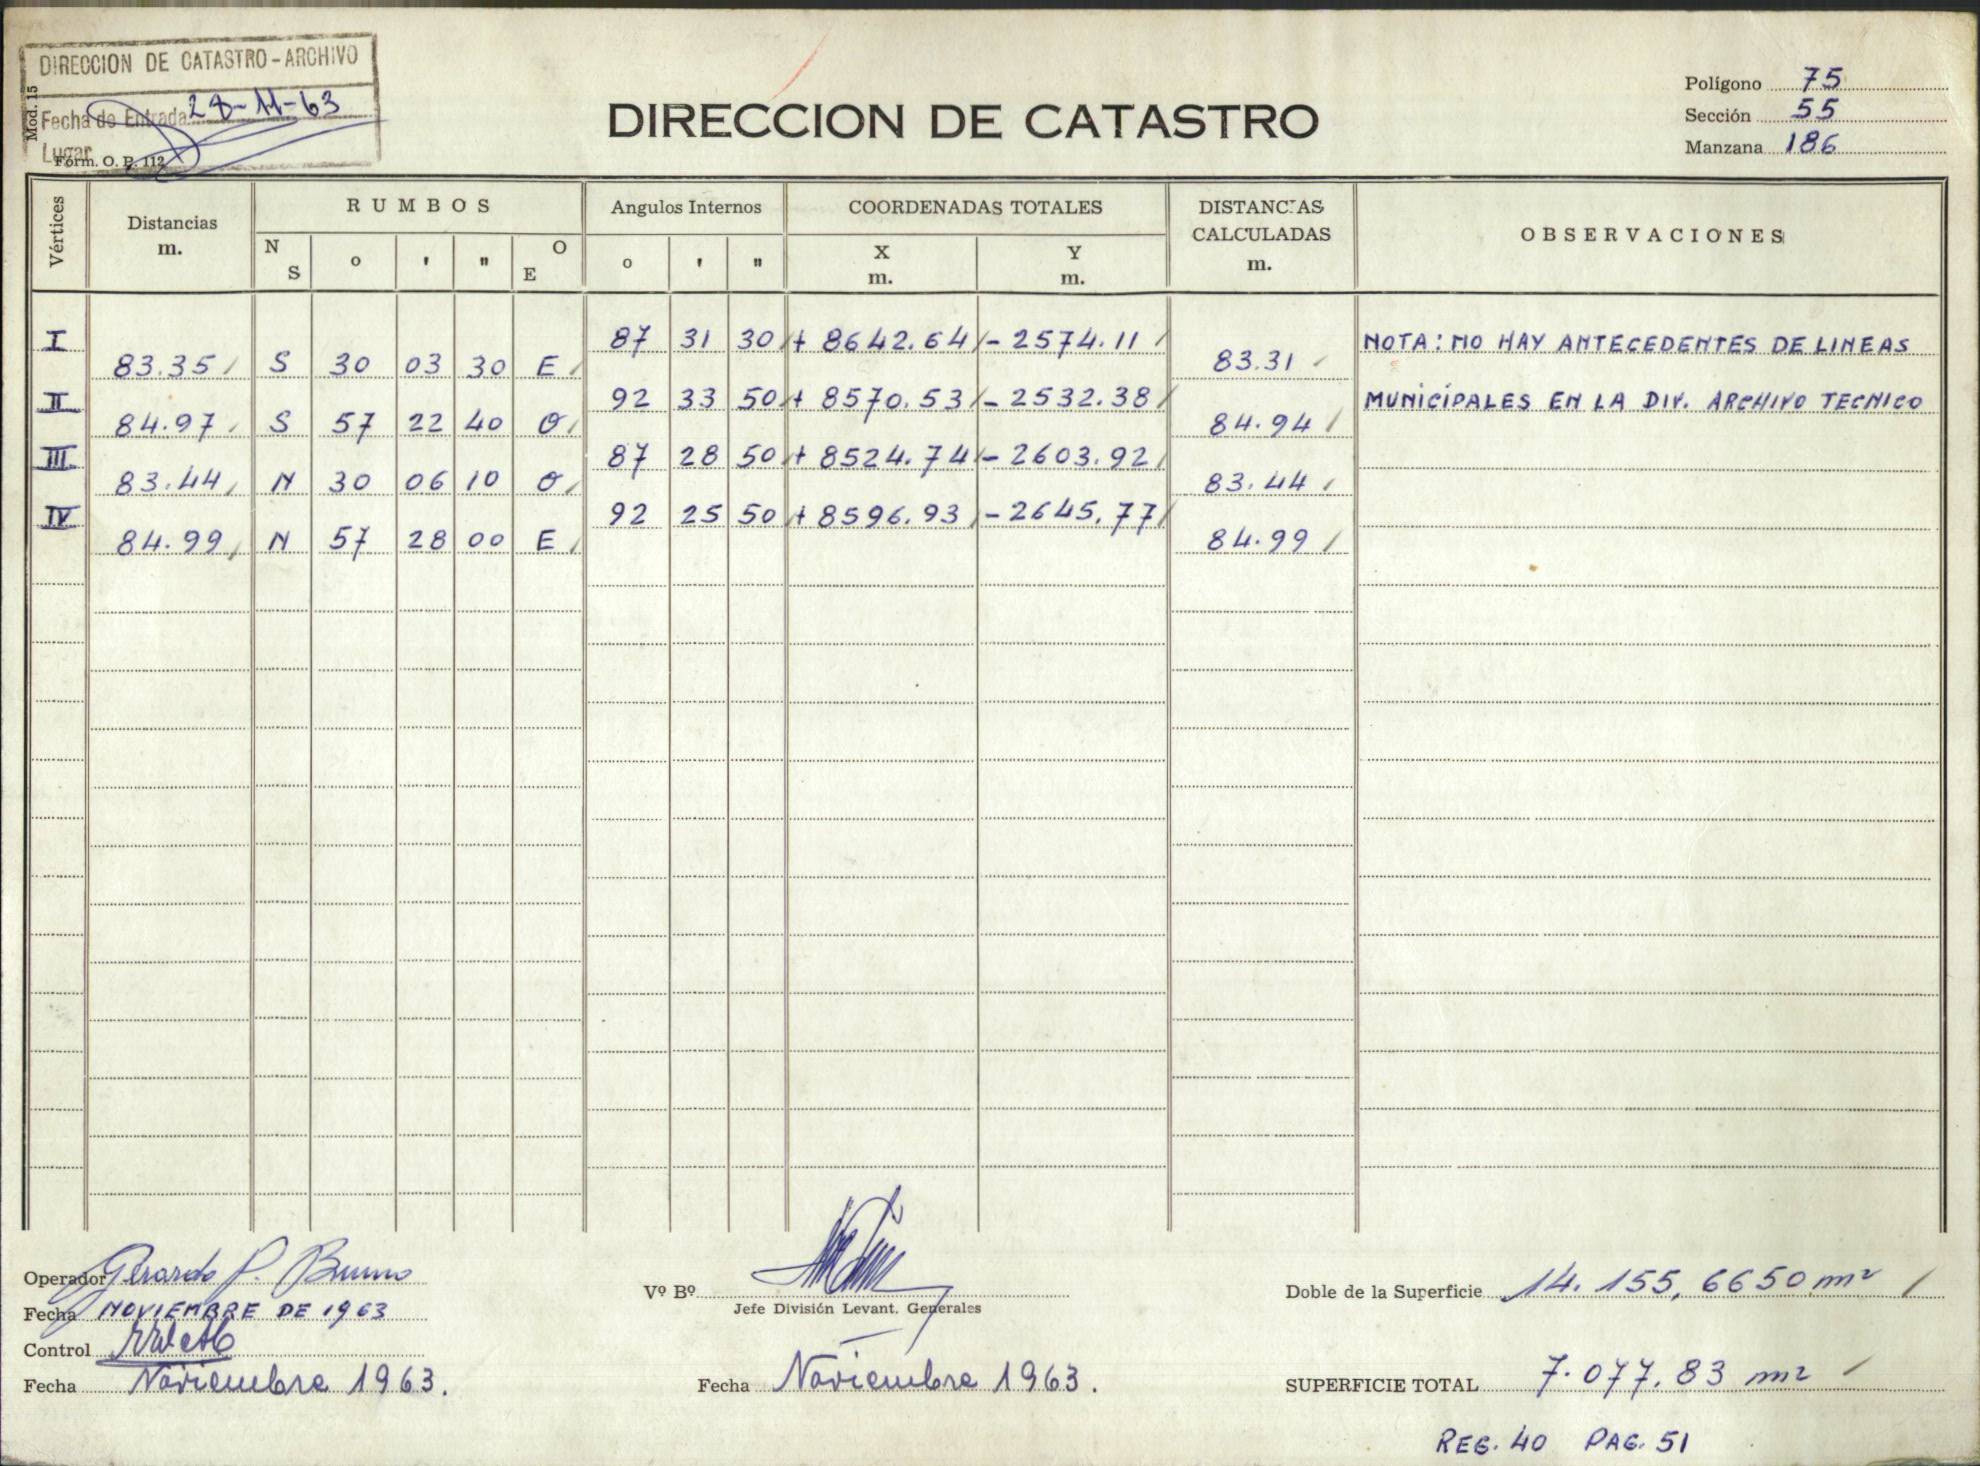 DIRECCION DE CATASTRO-ARCHIVO
Fecha de Entrada 28-11-63
Lugar
Mod. 15
Form. O. P. 112
DIRECCION DE CATASTRO
Polígono 75
Sección 55
Manzana 186
Vértices
Distancias
m.
RUMBOS
N S
o ' "
O E
Angulos Internos
o ' "
COORDENADAS TOTALES
X
m.
Y
m.
DISTANCIAS
CALCULADAS
m.
OBSERVACIONES
I 87 31 30 + 8642.64 - 2574.11 NOTA: NO HAY ANTECEDENTES DE LINEAS
83.35 S 30 03 30 E 83.31
II 92 33 50 + 8570.53 - 2532.38 MUNICIPALES EN LA DIV. ARCHIVO TECNICO
84.97 S 57 22 40 O 84.94
III 87 28 50 + 8524.74 - 2603.92
83.44 N 30 06 10 O 83.44
IV 92 25 50 + 8596.93 - 2645.77
84.99 N 57 28 00 E 84.99
Operador Gerardo P. Bruno
Fecha NOVIEMBRE DE 1963
Control
Fecha Noviembre 1963.
Vº Bº
Jefe División Levant. Generales
Fecha Noviembre 1963.
Doble de la Superficie 14.155,6650 m²
SUPERFICIE TOTAL 7.077,83 m²
REG. 40 PAG. 51